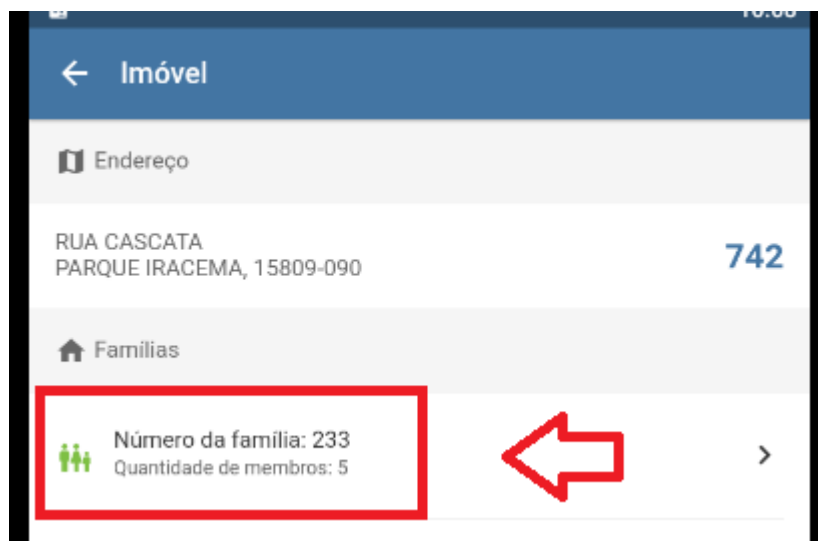 Imóvel
Endereço
RUA CASCATA
PARQUE IRACEMA, 15809-090
742
Famílias
Número da família: 233
Quantidade de membros: 5